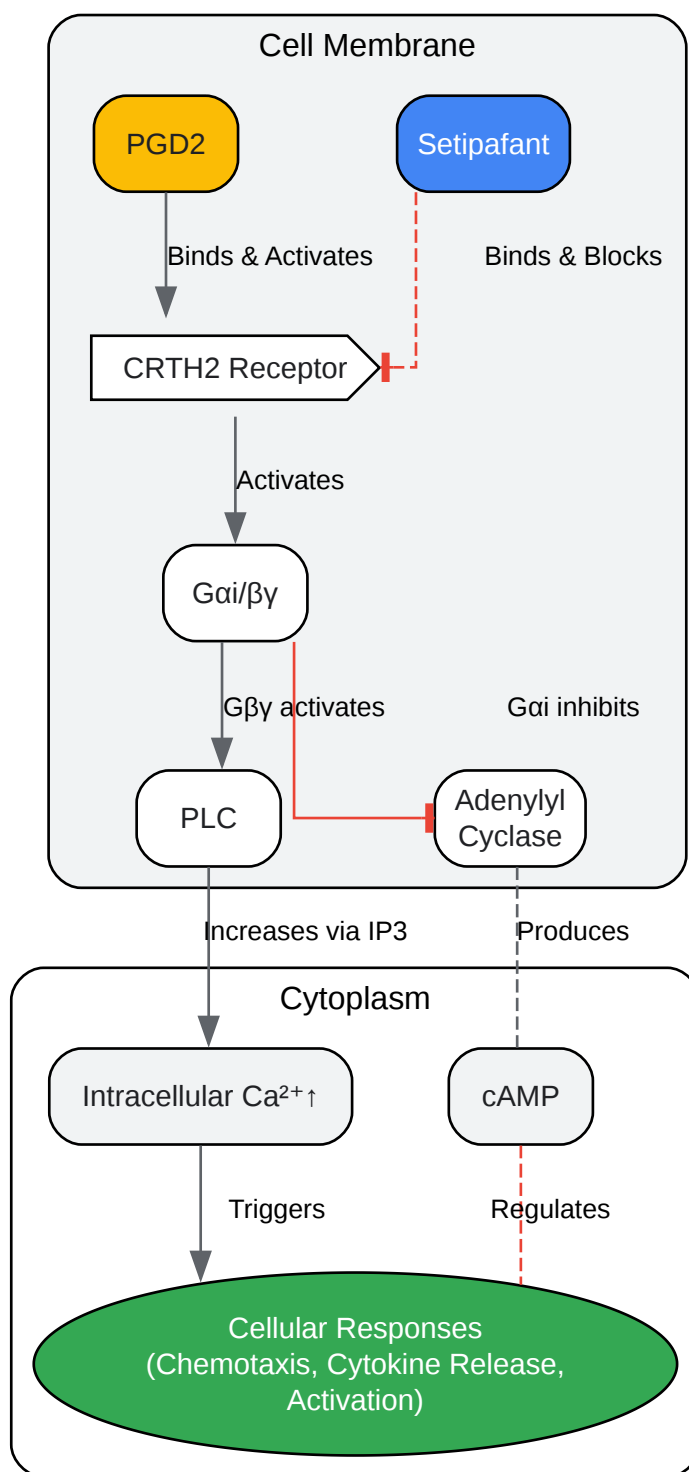 Cell Membrane
PGD2
Setipafant
Binds & Activates
Binds & Blocks
CRTH2 Receptor
Activates
Gαi/βγ
Gβγ activates
Gαi inhibits
PLC
Adenylyl
Cyclase
Increases via IP3
Produces
Cytoplasm
Intracellular Ca²⁺↑
cAMP
Triggers
Regulates
Cellular Responses
(Chemotaxis, Cytokine Release,
Activation)